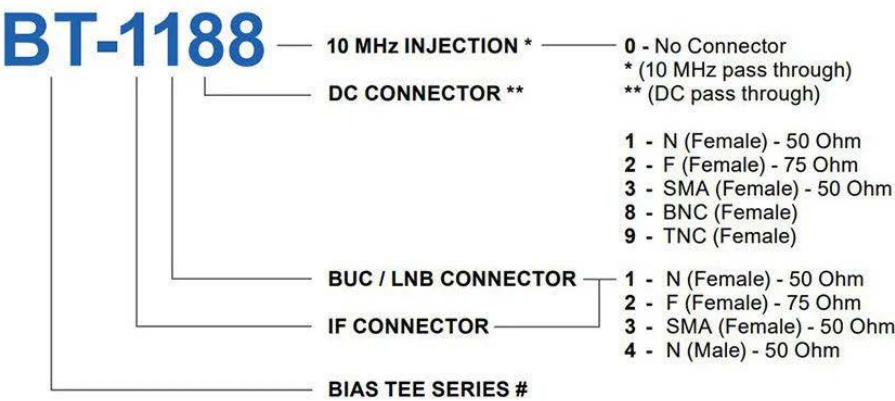 BT-1188
10 MHz INJECTION *
0 - No Connector
* (10 MHz pass through)
DC CONNECTOR **
** (DC pass through)
1 - N (Female) - 50 Ohm
2 - F (Female) - 75 Ohm
3 - SMA (Female) - 50 Ohm
8 - BNC (Female)
9 - TNC (Female)
BUC / LNB CONNECTOR
1 - N (Female) - 50 Ohm
2 - F (Female) - 75 Ohm
IF CONNECTOR
3 - SMA (Female) - 50 Ohm
4 - N (Male) - 50 Ohm
BIAS TEE SERIES #